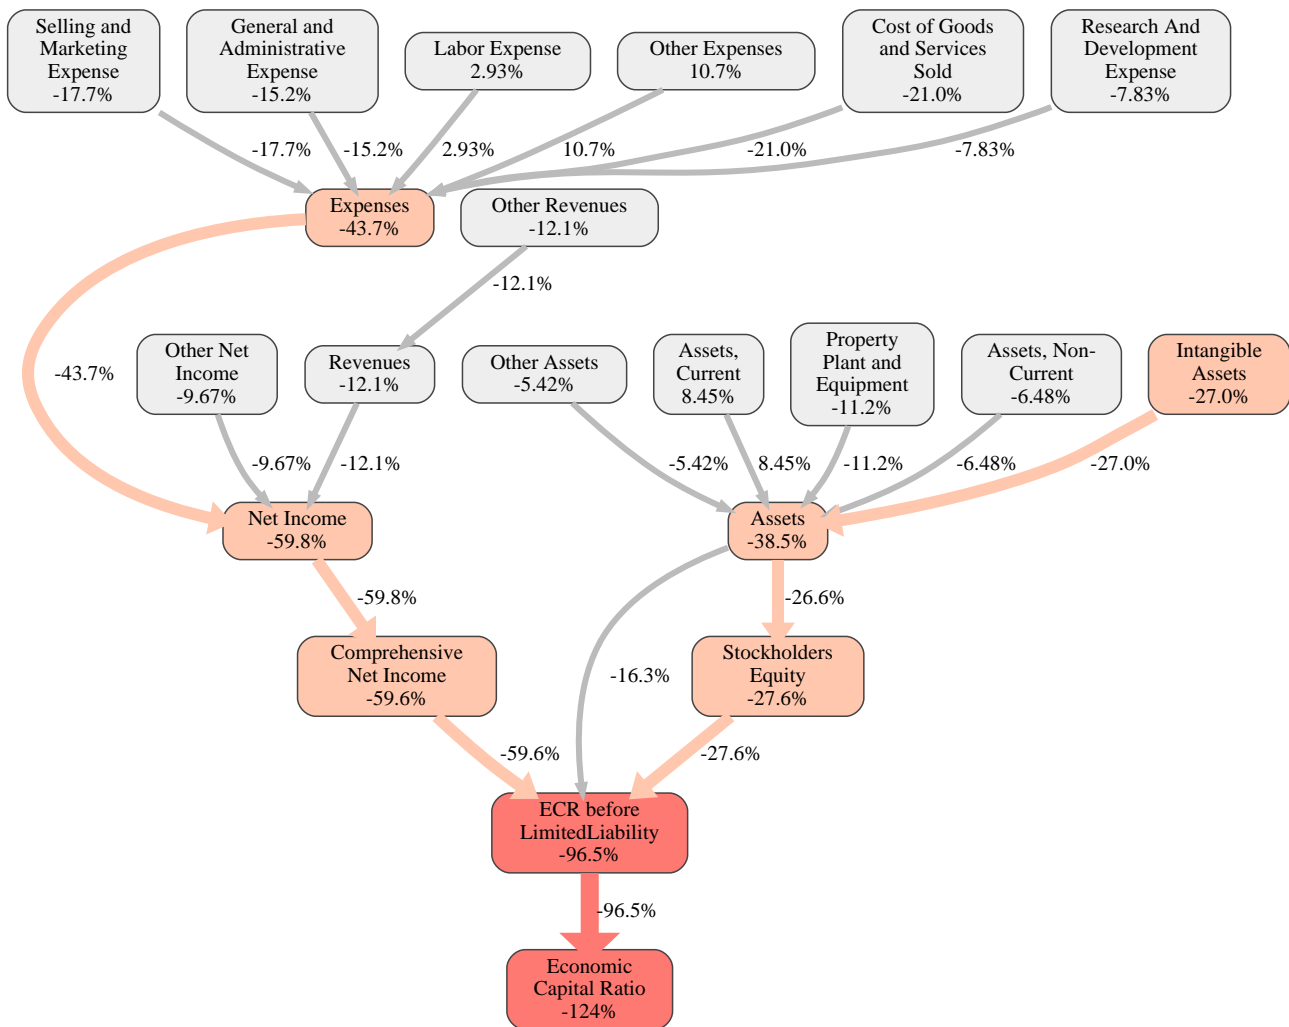 Selling and
Marketing
Expense
-17.7%
General and
Administrative
Expense
-15.2%
Labor Expense
2.93%
Other Expenses
10.7%
Cost of Goods
and Services
Sold
-21.0%
Research And
Development
Expense
-7.83%
-17.7%
-15.2%
2.93%
10.7%
-21.0%
-7.83%
Expenses
-43.7%
Other Revenues
-12.1%
-12.1%
-43.7%
Other Net
Income
-9.67%
Revenues
-12.1%
Other Assets
-5.42%
Assets,
Current
8.45%
Property
Plant and
Equipment
-11.2%
Assets, Non-
Current
-6.48%
Intangible
Assets
-27.0%
-9.67%
-12.1%
-5.42%
8.45%
-11.2%
-6.48%
-27.0%
Net Income
-59.8%
Assets
-38.5%
-59.8%
-26.6%
Comprehensive
Net Income
-59.6%
-16.3%
Stockholders
Equity
-27.6%
-59.6%
-27.6%
ECR before
LimitedLiability
-96.5%
-96.5%
Economic
Capital Ratio
-124%